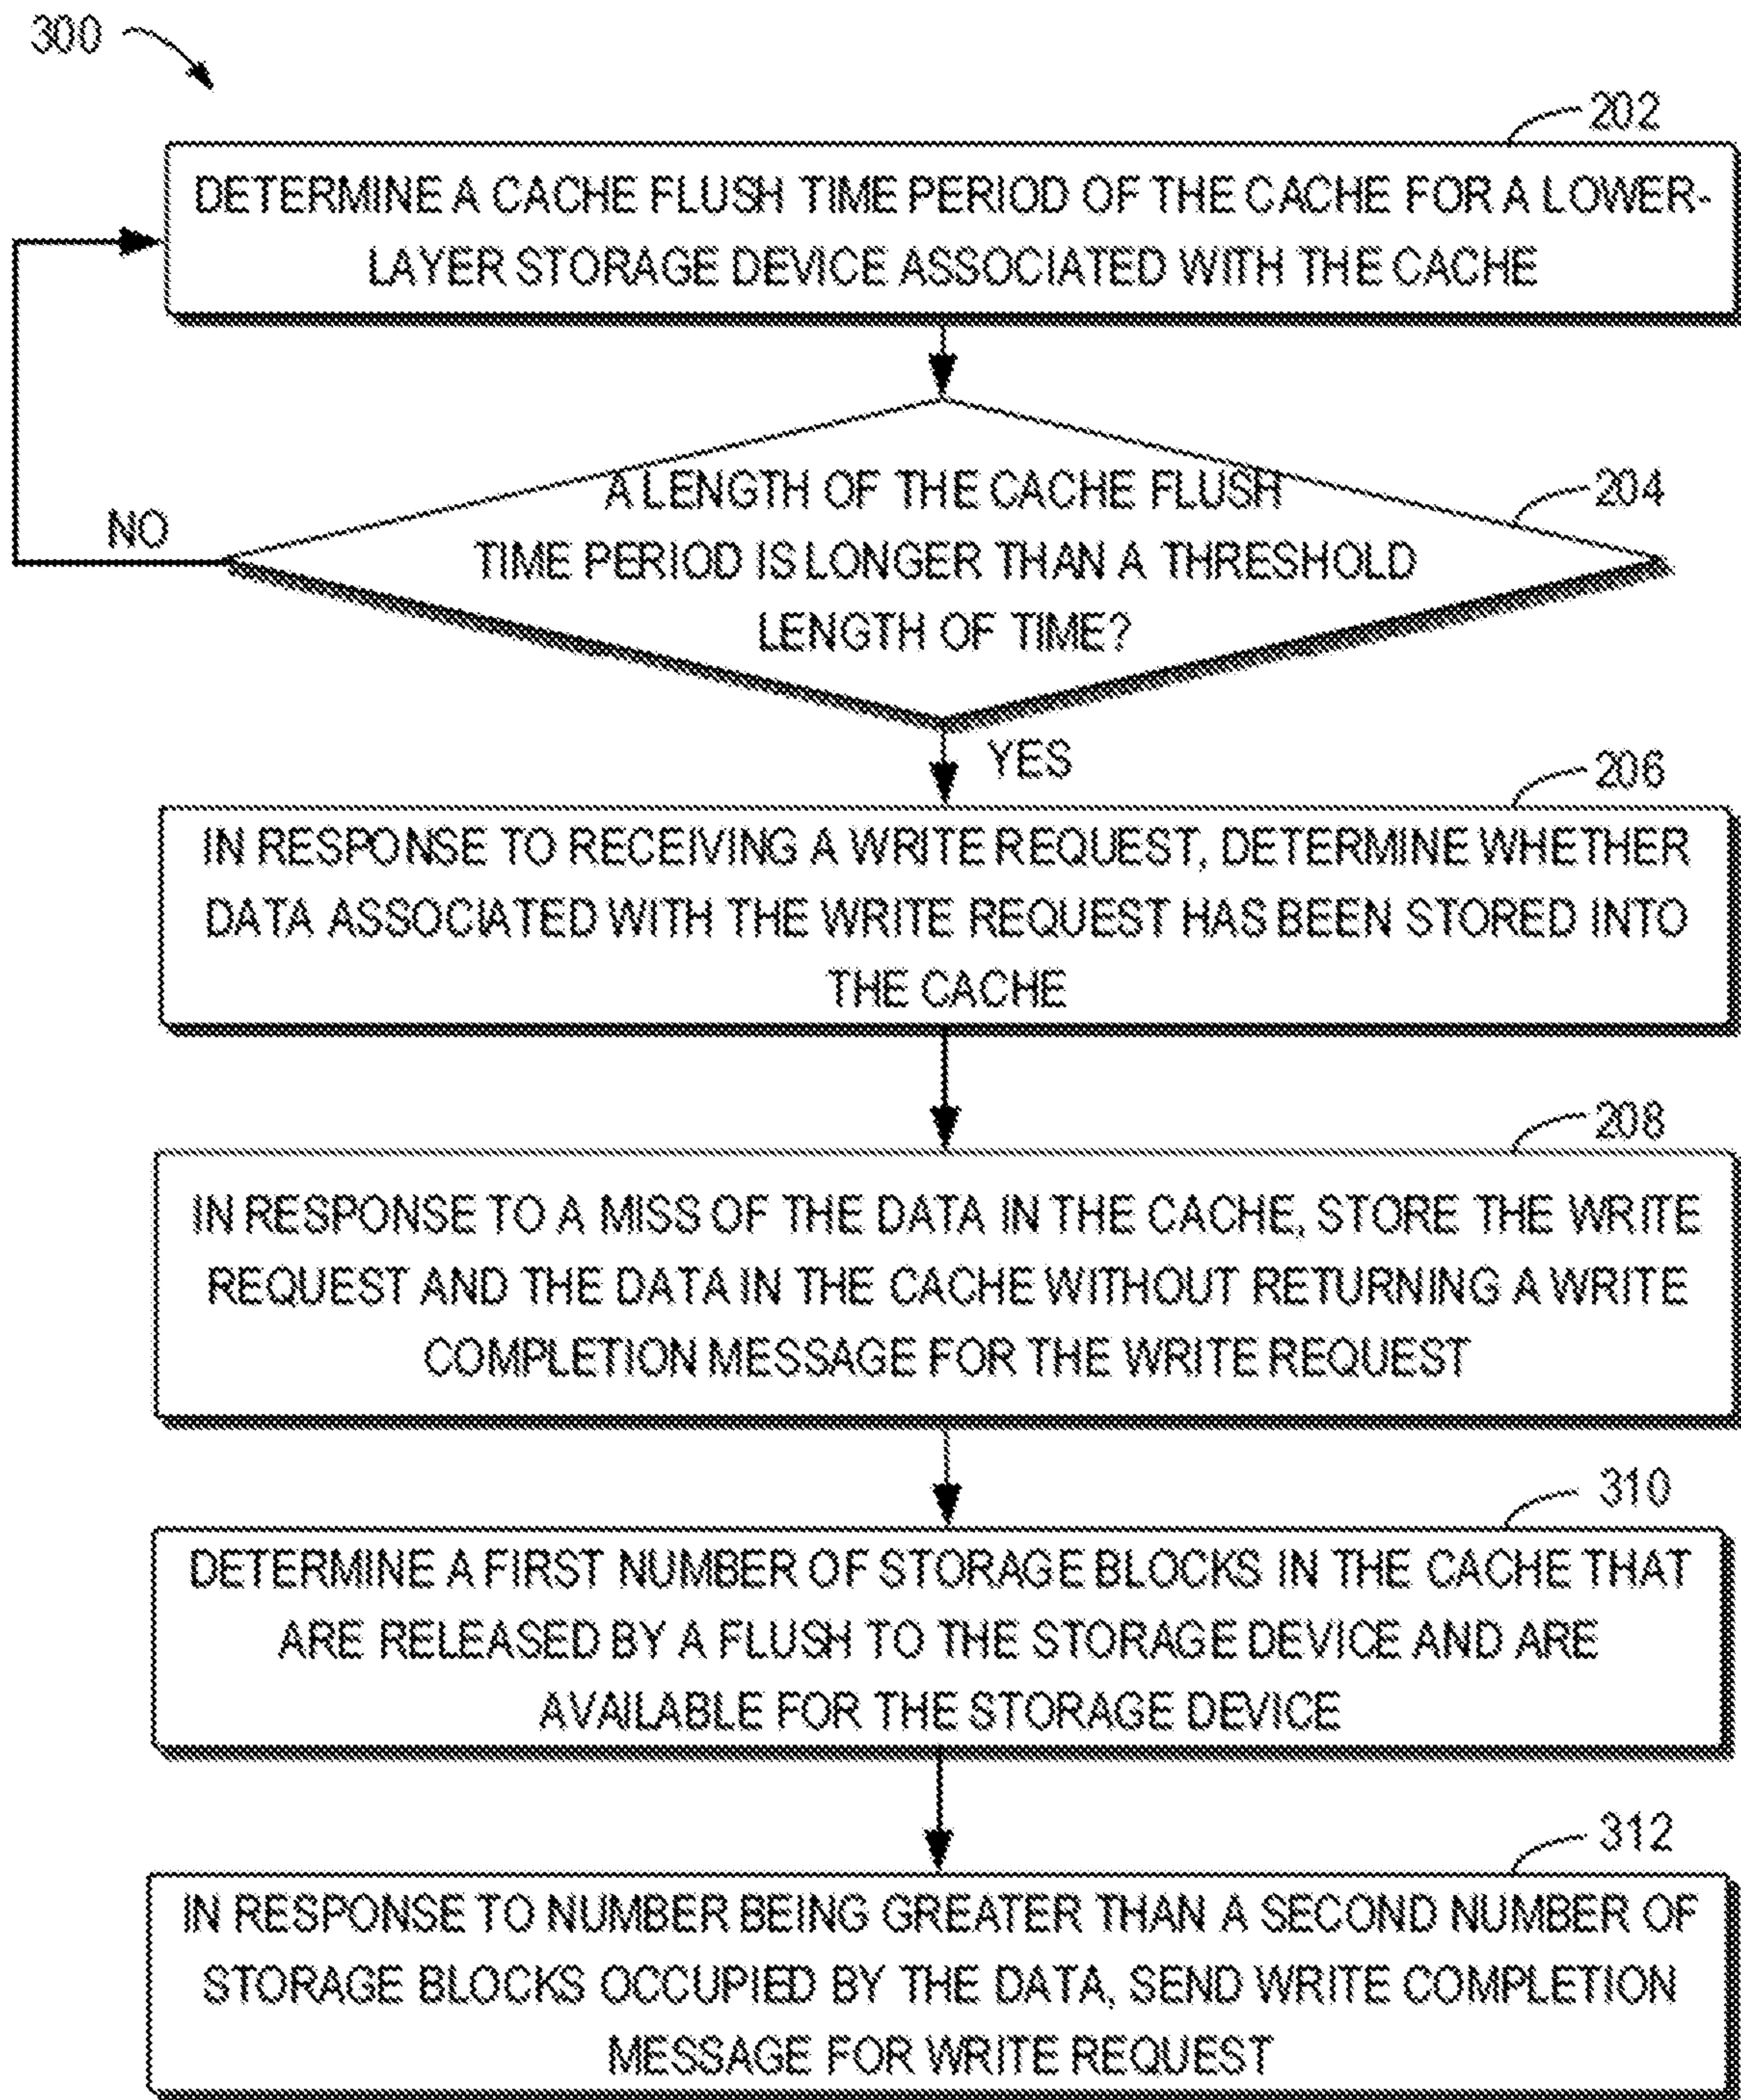 300
202
DETERMINE A CACHE FLUSH TIME PERIOD OF THE CACHE FOR A LOWER-
LAYER STORAGE DEVICE ASSOCIATED WITH THE CACHE
204
A LENGTH OF THE CACHE FLUSH
NO
TIME PERIOD IS LONGER THAN A THRESHOLD
LENGTH OF TIME?
YES
206
IN RESPONSE TO RECEIVING A WRITE REQUEST, DETERMINE WHETHER
DATA ASSOCIATED WITH THE WRITE REQUEST HAS BEEN STORED INTO
THE CACHE
208
IN RESPONSE TO A MISS OF THE DATA IN THE CACHE, STORE THE WRITE
REQUEST AND THE DATA IN THE CACHE WITHOUT RETURNING A WRITE
COMPLETION MESSAGE FOR THE WRITE REQUEST
310
DETERMINE A FIRST NUMBER OF STORAGE BLOCKS IN THE CACHE THAT
ARE RELEASED BY A FLUSH TO THE STORAGE DEVICE AND ARE
AVAILABLE FOR THE STORAGE DEVICE
312
IN RESPONSE TO NUMBER BEING GREATER THAN A SECOND NUMBER OF
STORAGE BLOCKS OCCUPIED BY THE DATA, SEND WRITE COMPLETION
MESSAGE FOR WRITE REQUEST